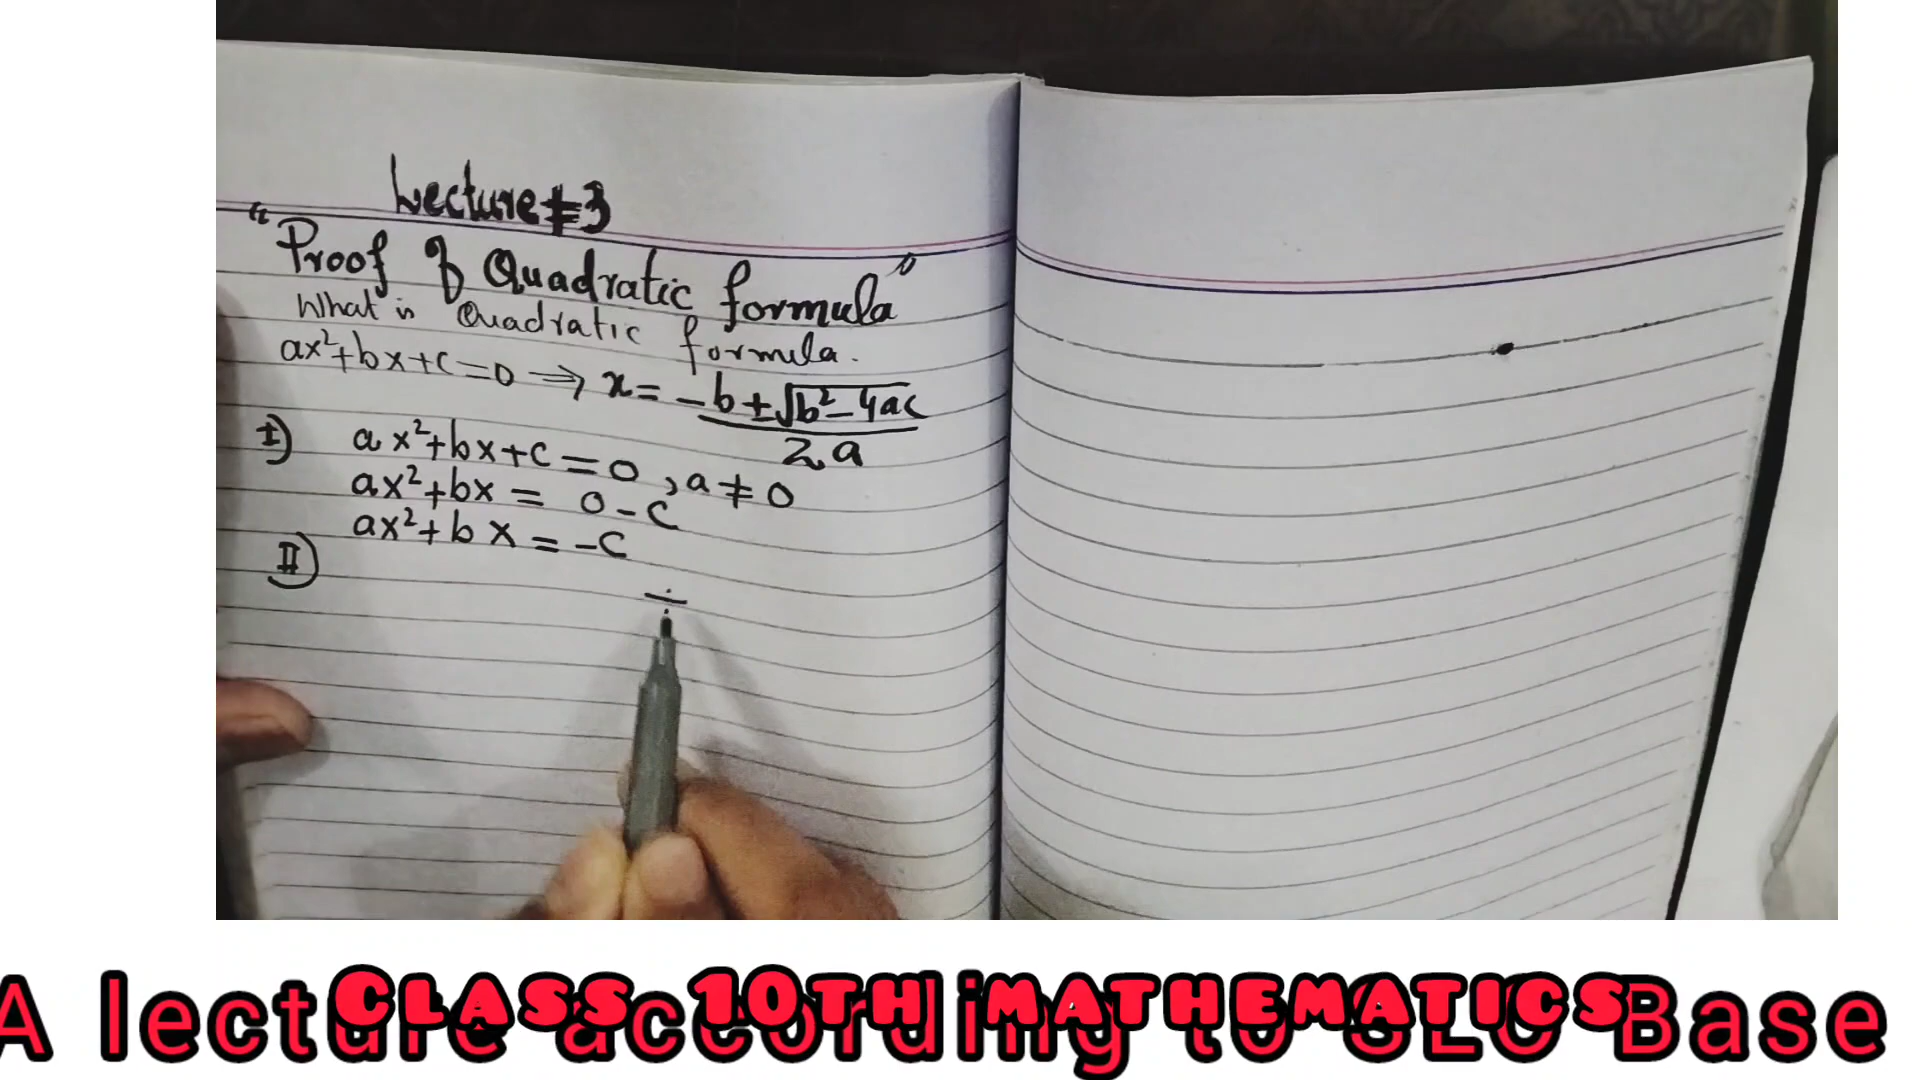 Lecture # 3
"Proof of Quadratic formula"
What is Quadratic formula.
ax²+bx+c=0 ⇒ x = -b±√b²-4ac / 2a
I) ax²+bx+c=0, a≠0
ax²+bx = 0-c
ax²+bx = -c
II)
÷
A lecture according to SLO Base
CLASS 10TH MATHEMATICS